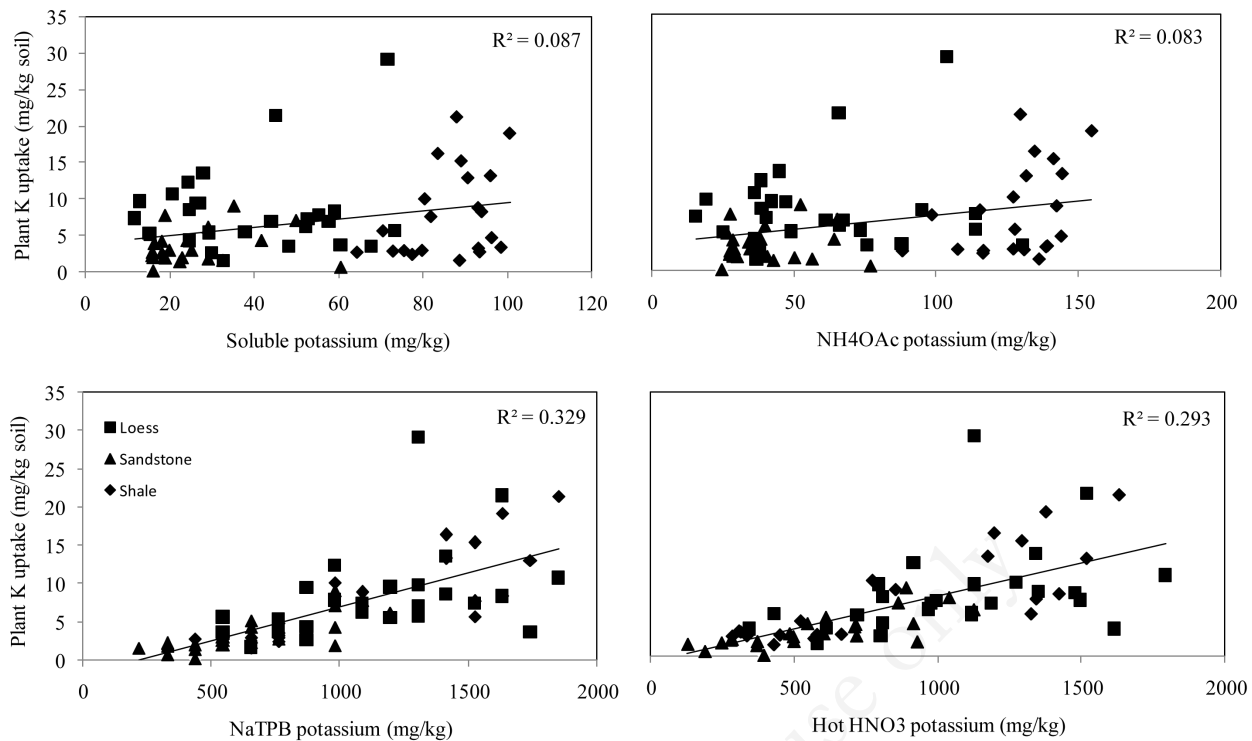 35
30
25
20
15
10
5
0
Plant K uptake (mg/kg soil)
R² = 0.087
0 20 40 60 80 100 120
Soluble potassium (mg/kg)
R² = 0.083
0 50 100 150 200
NH4OAc potassium (mg/kg)
35
30
25
20
15
10
5
0
Plant K uptake (mg/kg soil)
R² = 0.329
Loess
Sandstone
Shale
0 500 1000 1500 2000
NaTPB potassium (mg/kg)
R² = 0.293
0 500 1000 1500 2000
Hot HNO3 potassium (mg/kg)
use only